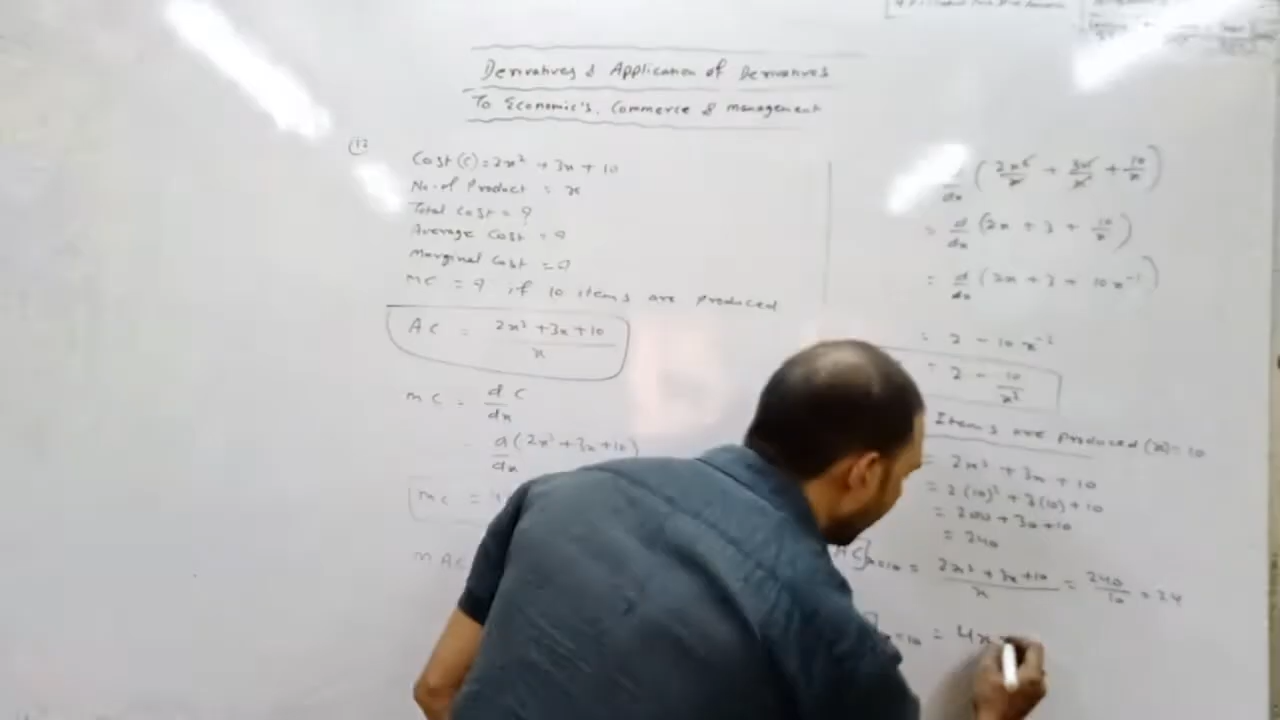 Derivatives & Application of Derivatives
To Economic's, Commerce & management
(12
Cost (C) = 2x² + 3x + 10
No. of Product = x
Total cost = ?
Average Cost = ?
Marginal Cost = ?
MC = ? if 10 items are produced
AC = 2x² + 3x + 10 / x
MC = d/dx C
d/dx (2x² + 3x + 10)
MC = 4
MAC
/dx (2x²/x + 3x/x + 10/x)
= d/dx (2x + 3 + 10/x)
= d/dx (2x + 3 + 10x⁻¹)
= 2 - 10x⁻²
= 2 - 10/x²
Items are produced (x) = 10
= 2x² + 3x + 10
= 2(10)² + 3(10) + 10
= 200 + 30 + 10
= 240
AC]x=10 = 2x² + 3x + 10 / x = 240/10 = 24
]x=10 = 4x